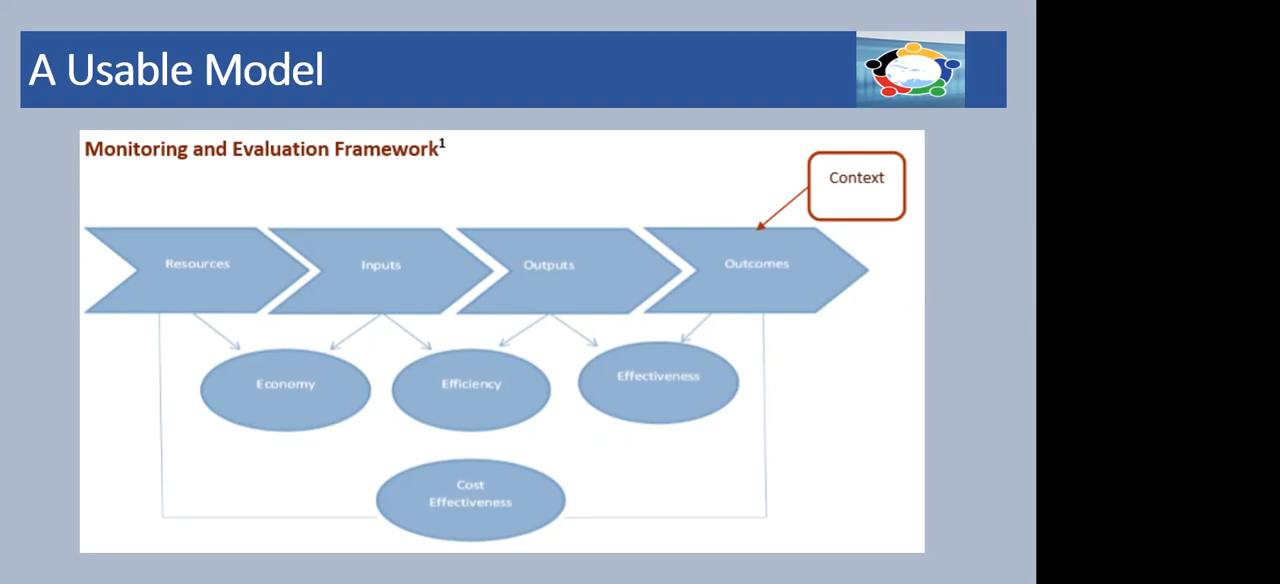 A Usable Model
Monitoring and Evaluation Framework¹
Context
Resources
Inputs
Outputs
Outcomes
Economy
Efficiency
Effectiveness
Cost
Effectiveness